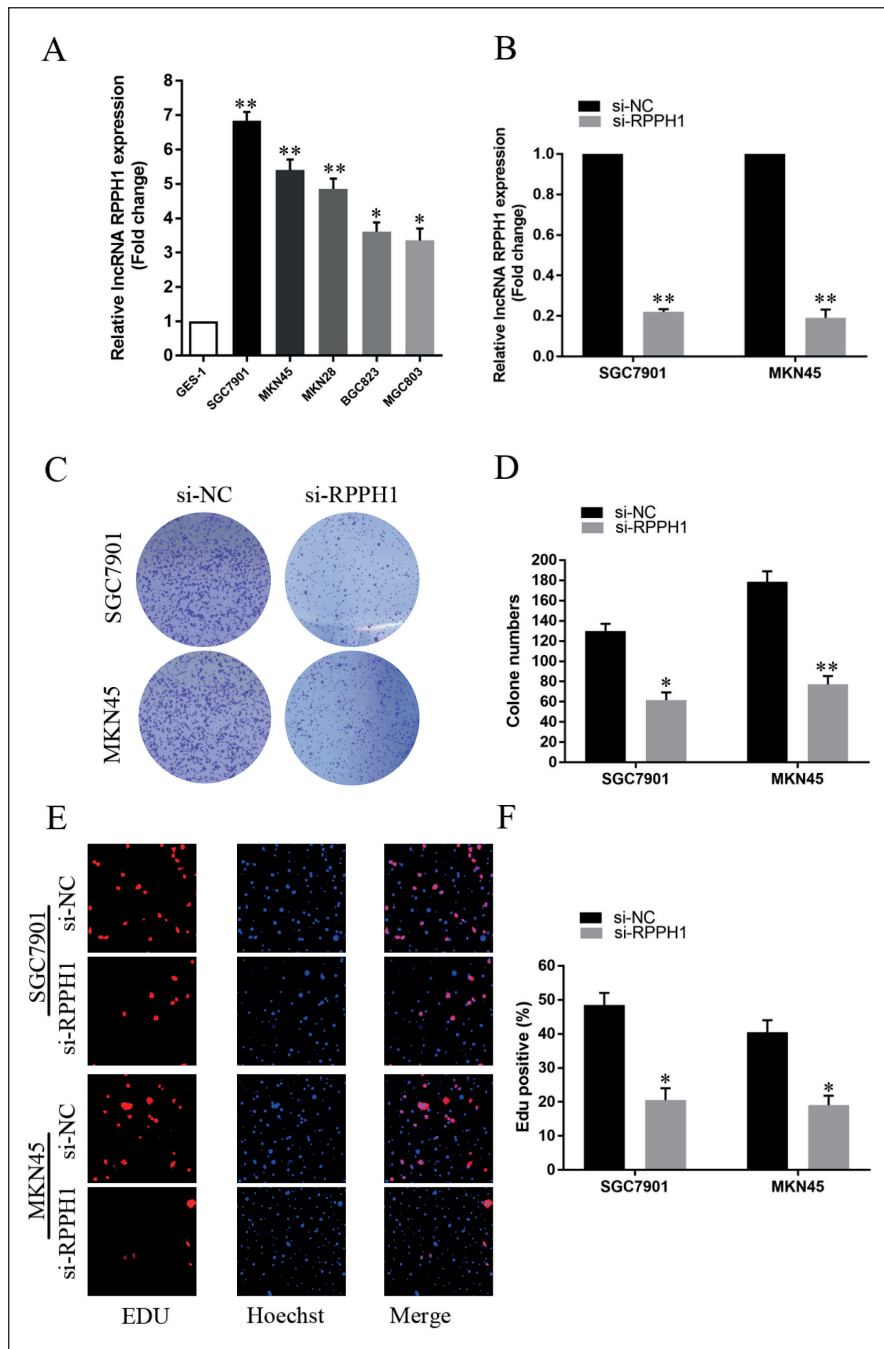 A
Relative lncRNA RPPH1 expression
(Fold change)
8
7
6
5
4
3
2
1
0
**
**
**
*
*
GES-1
SGC7901
MKN45
MKN28
BGC823
MGC803
B
si-NC
si-RPPH1
Relative lncRNA RPPH1 expression
(Fold change)
1.0
0.8
0.6
0.4
0.2
0.0
**
**
SGC7901
MKN45
C
si-NC
si-RPPH1
SGC7901
MKN45
D
si-NC
si-RPPH1
Colone numbers
200
180
160
140
120
100
80
60
40
20
0
*
**
SGC7901
MKN45
E
SGC7901
si-NC
si-RPPH1
MKN45
si-NC
si-RPPH1
EDU
Hoechst
Merge
F
si-NC
si-RPPH1
Edu positive (%)
60
50
40
30
20
10
0
*
*
SGC7901
MKN45